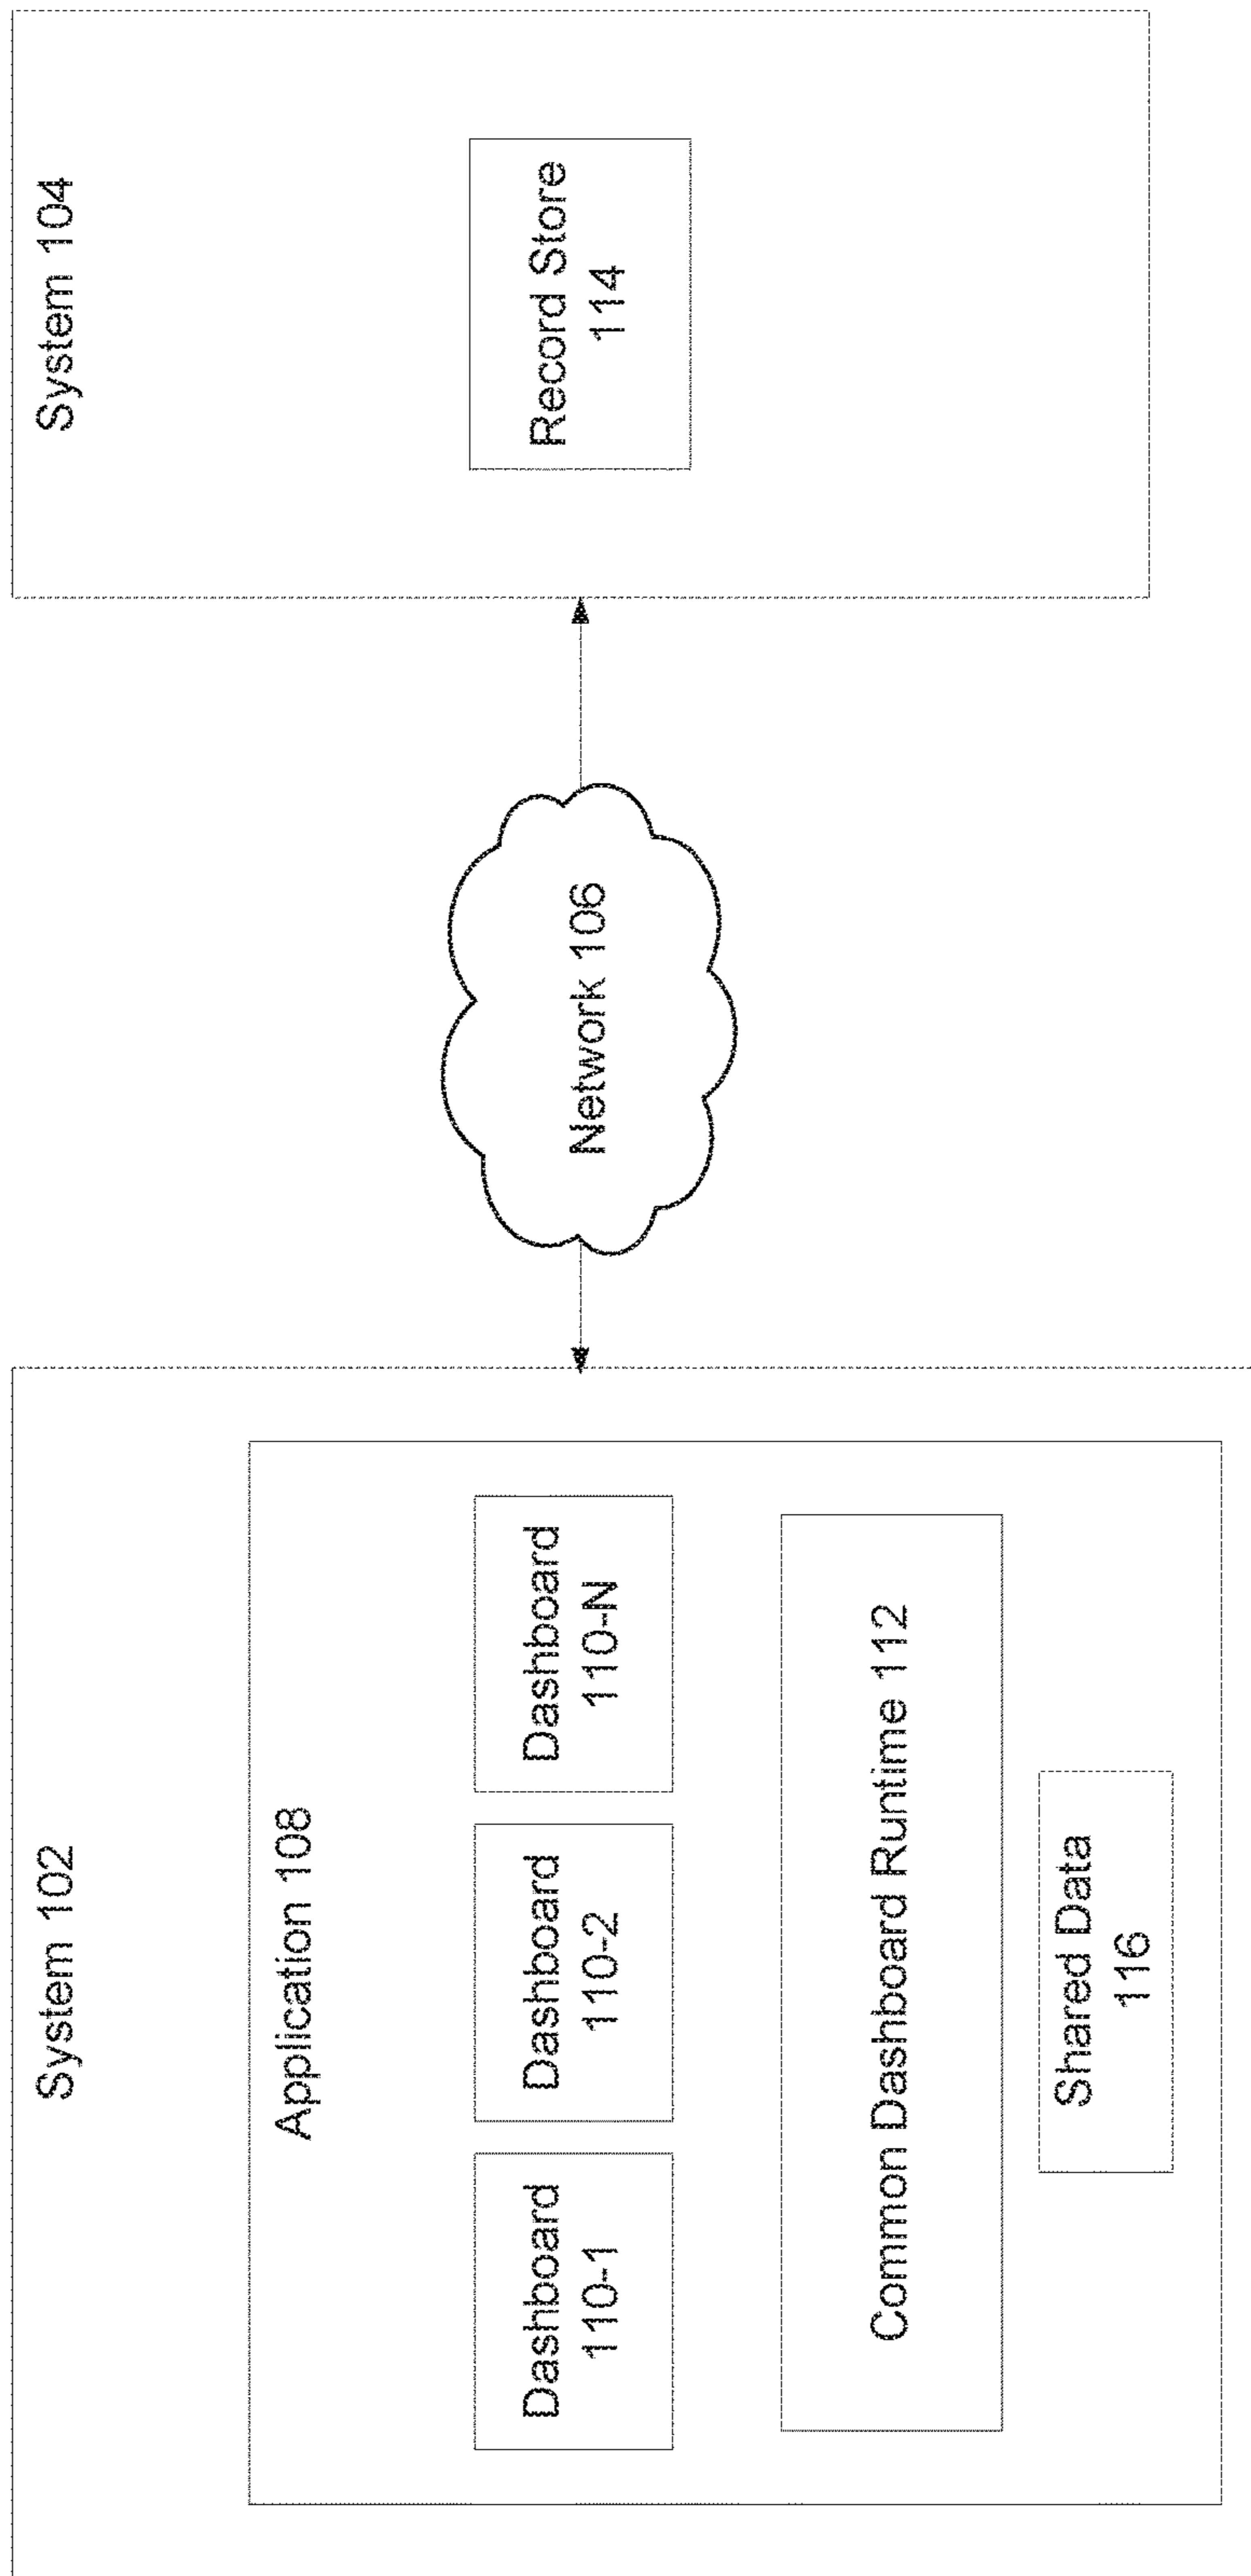 System 102
Application 108
Dashboard
110-1
Dashboard
110-2
Dashboard
110-N
Common Dashboard Runtime 112
Shared Data
116
Network 106
System 104
Record Store
114